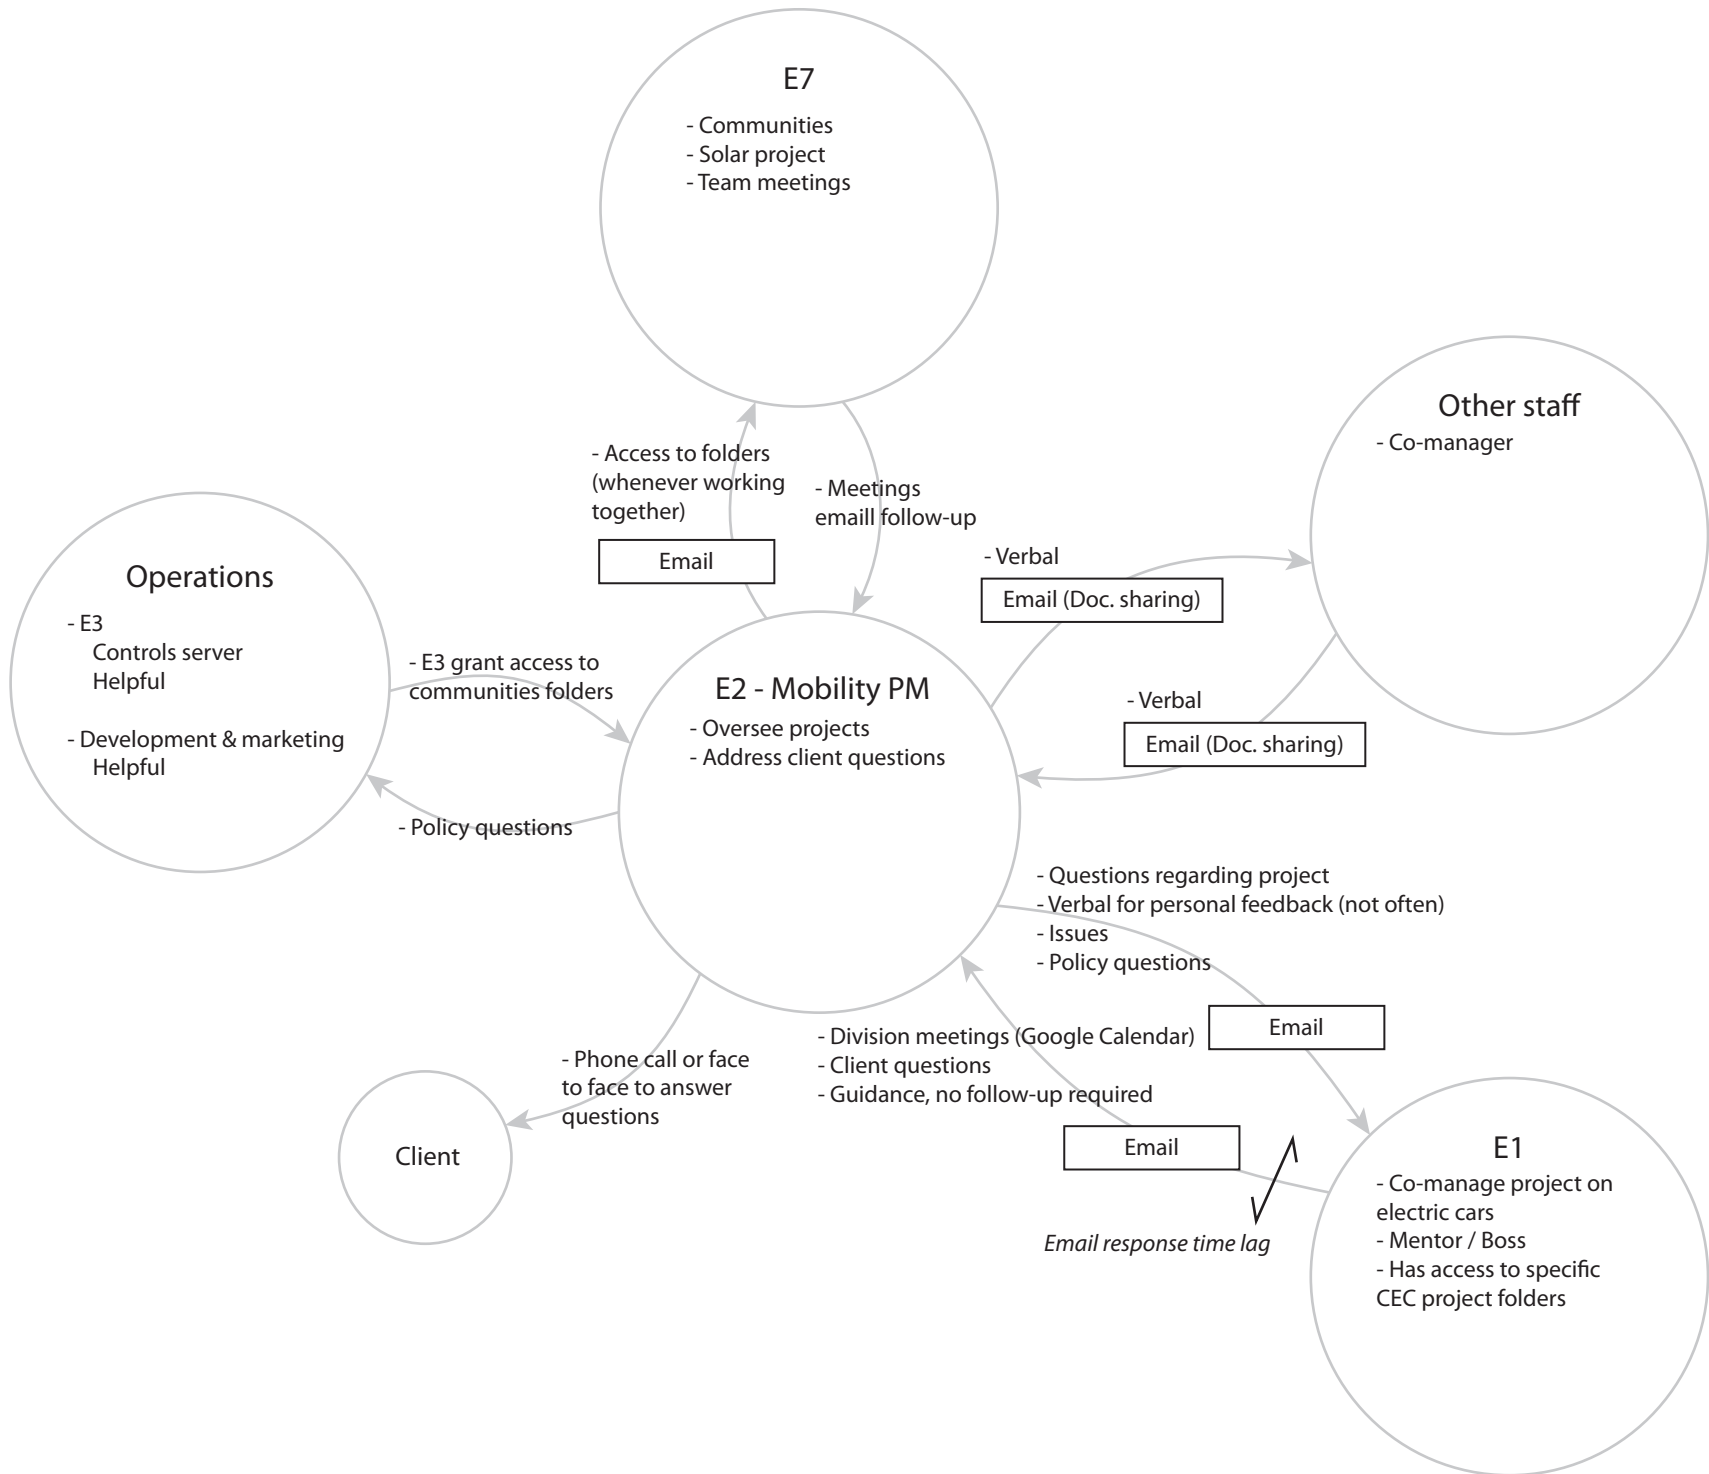 E7
- Communities
- Solar project
- Team meetings
Other staff
- Co-manager
- Access to folders
(whenever working
together)
Email
- Meetings
emaill follow-up
- Verbal
Email (Doc. sharing)
Operations
- E3
Controls server
Helpful
- Development & marketing
Helpful
- E3 grant access to
communities folders
- Policy questions
E2 - Mobility PM
- Oversee projects
- Address client questions
- Verbal
Email (Doc. sharing)
- Questions regarding project
- Verbal for personal feedback (not often)
- Issues
- Policy questions
Email
- Division meetings (Google Calendar)
- Client questions
- Guidance, no follow-up required
Email
Email response time lag
- Phone call or face
to face to answer
questions
Client
E1
- Co-manage project on
electric cars
- Mentor / Boss
- Has access to specific
CEC project folders